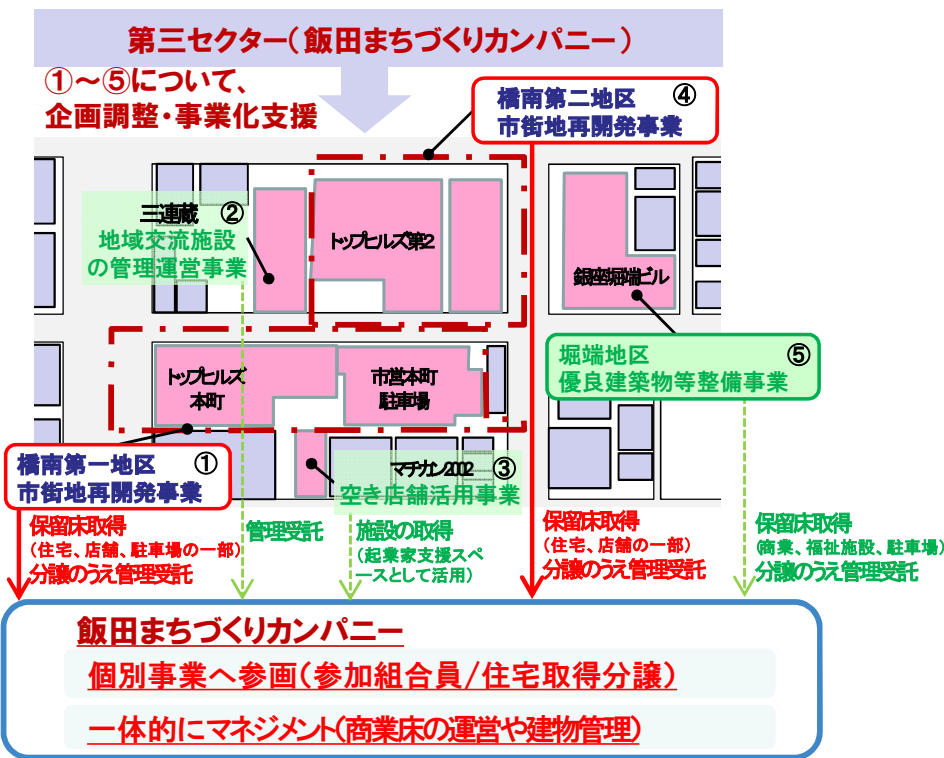 第三セクター(飯田まちづくりカンパニー)
①～⑤について、
企画調整・事業化支援
橋南第二地区 ④
市街地再開発事業
三連蔵 ②
地域交流施設
の管理運営事業
トップヒルズ第2
銀座堀端ビル
トップヒルズ
本町
市営本町
駐車場
堀端地区 ⑤
優良建築物等整備事業
橋南第一地区 ①
市街地再開発事業
マチカン2002 ③
空き店舗活用事業
保留床取得
(住宅、店舗、駐車場の一部)
分譲のうえ管理受託
管理受託
施設の取得
(起業家支援スペ
ースとして活用)
保留床取得
(住宅、店舗の一部)
分譲のうえ管理受託
保留床取得
(商業、福祉施設、駐車場)
分譲のうえ管理受託
飯田まちづくりカンパニー
個別事業へ参画(参加組合員/住宅取得分譲)
一体的にマネジメント(商業床の運営や建物管理)